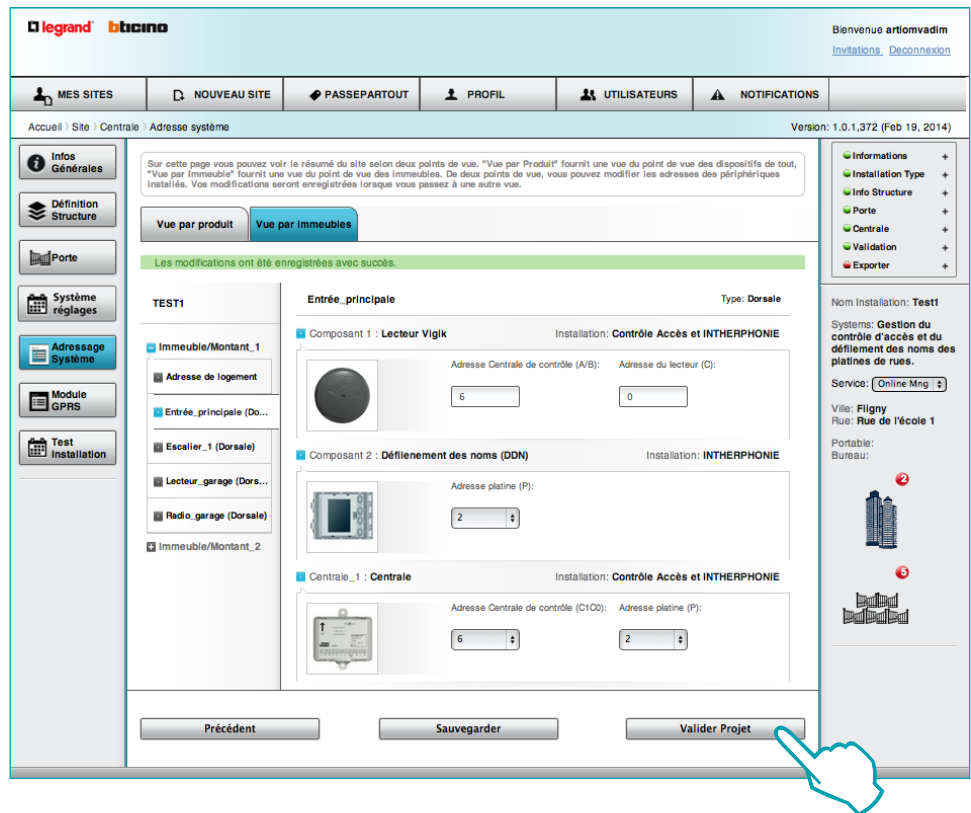 legrand bticino
Bienvenue artiomvadim
Invitations Deconnexion
MES SITES NOUVEAU SITE PASSEPARTOUT PROFIL UTILISATEURS NOTIFICATIONS
Accueil Site Centrale Adresse système
Version: 1.0.1,372 (Feb 19, 2014)
Infos
Générales
Définition
Structure
Porte
Système
réglages
Adressage
Système
Module
GPRS
Test
Installation
Sur cette page vous pouvez voir le résumé du site selon deux points de vue. "Vue par Produit" fournit une vue du point de vue des dispositifs de tout,
"Vue par Immeuble" fournit une vue du point de vue des immeubles. De deux points de vue, vous pouvez modifier les adresses des périphériques
installés. Vos modifications seront enregistrées lorsque vous passez à une autre vue.
Vue par produit Vue par immeubles
Les modifications ont été enregistrées avec succès.
TEST1
Immeuble/Montant_1
Adresse de logement
Entrée_principale (Do...
Escalier_1 (Dorsale)
Lecteur_garage (Dors...
Radio_garage (Dorsale)
Immeuble/Montant_2
Entrée_principale Type: Dorsale
Composant 1 : Lecteur Vigik Installation: Contrôle Accès et INTHERPHONIE
Adresse Centrale de contrôle (A/B): Adresse du lecteur (C):
6 0
Composant 2 : Défilenement des noms (DDN) Installation: INTHERPHONIE
Adresse platine (P):
2
Centrale_1 : Centrale Installation: Contrôle Accès et INTHERPHONIE
Adresse Centrale de contrôle (C1C0): Adresse platine (P):
6 2
Précédent Sauvegarder Valider Projet
Informations +
Installation Type +
Info Structure +
Porte +
Centrale +
Validation +
Exporter +
Nom Installation: Test1
Systems: Gestion du
contrôle d'accès et du
défilement des noms des
platines de rues.
Service: Online Mng
Ville: Fligny
Rue: Rue de l'école 1
Portable:
Bureau:
2
5